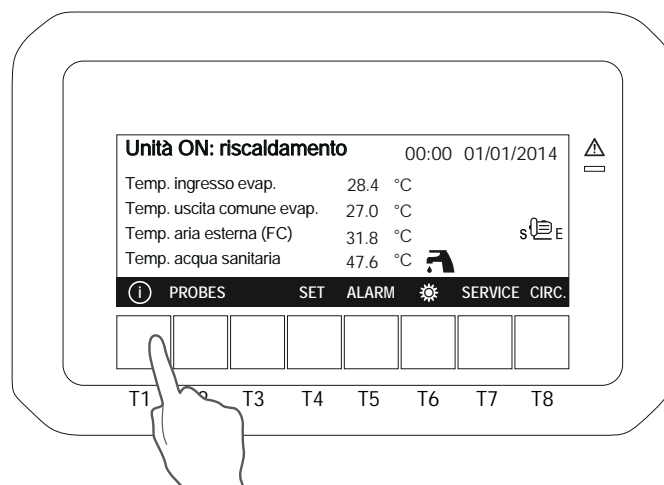 Unità ON: riscaldamento 00:00 01/01/2014
Temp. ingresso evap. 28.4 °C
Temp. uscita comune evap. 27.0 °C
Temp. aria esterna (FC) 31.8 °C
S E
Temp. acqua sanitaria 47.6 °C
i PROBES SET ALARM SERVICE CIRC.
T1 T3 T4 T5 T6 T7 T8